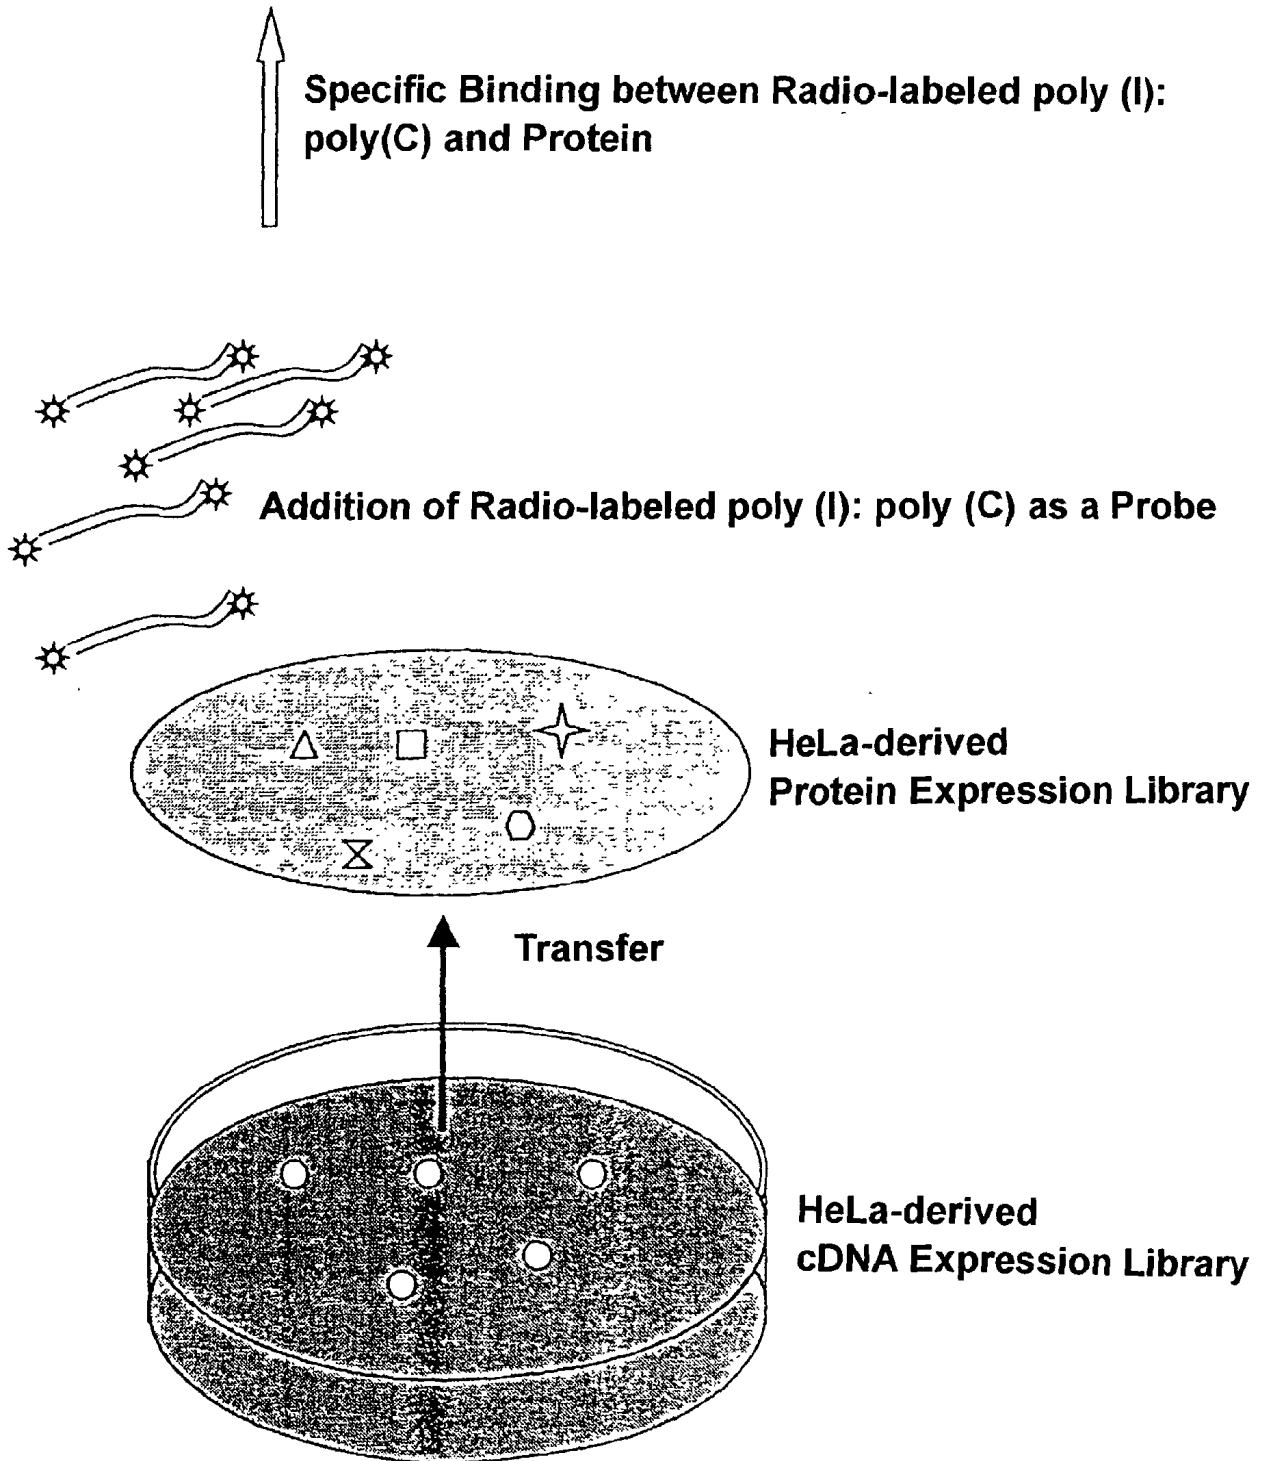 Specific Binding between Radio-labeled poly (I):
poly(C) and Protein
Addition of Radio-labeled poly (I): poly (C) as a Probe
HeLa-derived
Protein Expression Library
Transfer
HeLa-derived
cDNA Expression Library